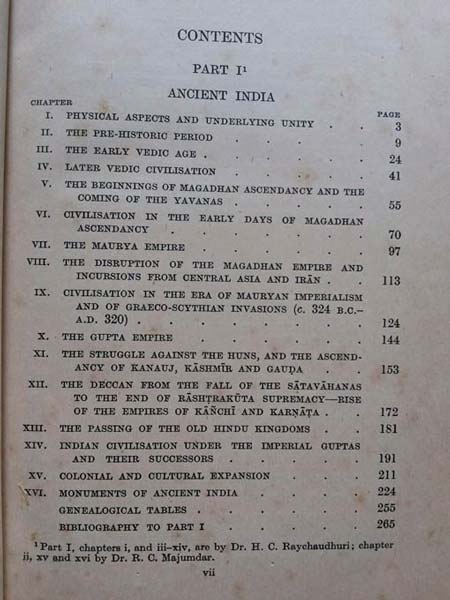 CONTENTS
PART I¹
ANCIENT INDIA
CHAPTER PAGE
I. PHYSICAL ASPECTS AND UNDERLYING UNITY . . 3
II. THE PRE-HISTORIC PERIOD . . . . 9
III. THE EARLY VEDIC AGE . . . . . 24
IV. LATER VEDIC CIVILISATION . . . . 41
V. THE BEGINNINGS OF MAGADHAN ASCENDANCY AND THE
COMING OF THE YAVANAS . . . . 55
VI. CIVILISATION IN THE EARLY DAYS OF MAGADHAN
ASCENDANCY . . . . . 70
VII. THE MAURYA EMPIRE . . . . . 97
VIII. THE DISRUPTION OF THE MAGADHAN EMPIRE AND
INCURSIONS FROM CENTRAL ASIA AND IRĀN . . 113
IX. CIVILISATION IN THE ERA OF MAURYAN IMPERIALISM
AND OF GRAECO-SCYTHIAN INVASIONS (c. 324 B.C.–
A.D. 320) . . . . . . . 124
X. THE GUPTA EMPIRE . . . . . 144
XI. THE STRUGGLE AGAINST THE HUNS, AND THE ASCEND-
ANCY OF KANAUJ, KĀSHMĪR AND GAUḌA . . 153
XII. THE DECCAN FROM THE FALL OF THE SĀTAVĀHANAS
TO THE END OF RĀSHṬRAKŪṬA SUPREMACY—RISE
OF THE EMPIRES OF KĀÑCHĪ AND KARṆĀṬA . . 172
XIII. THE PASSING OF THE OLD HINDU KINGDOMS . . 181
XIV. INDIAN CIVILISATION UNDER THE IMPERIAL GUPTAS
AND THEIR SUCCESSORS . . . . 191
XV. COLONIAL AND CULTURAL EXPANSION . . . 211
XVI. MONUMENTS OF ANCIENT INDIA . . . . 224
GENEALOGICAL TABLES . . . . . 255
BIBLIOGRAPHY TO PART I . . . . 265
¹ Part I, chapters i, and iii-xiv, are by Dr. H. C. Raychaudhuri; chapter
ii, xv and xvi by Dr. R. C. Majumdar.
vii